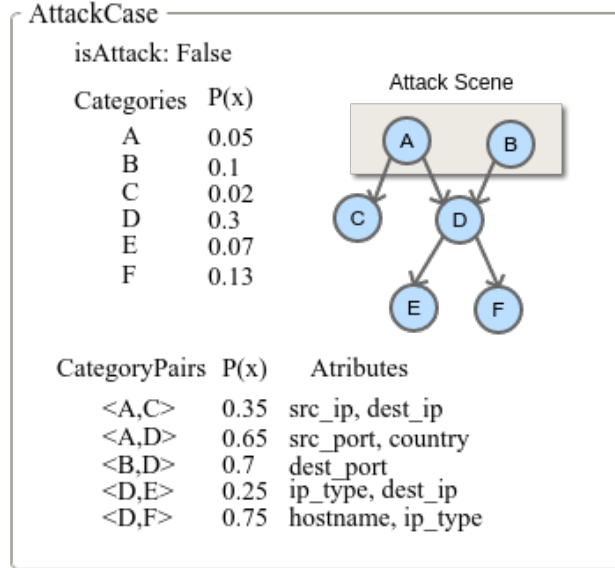 AttackCase
isAttack: False
Categories P(x)
A 0.05
B 0.1
C 0.02
D 0.3
E 0.07
F 0.13
Attack Scene
A
B
C
D
E
F
CategoryPairs P(x) Atributes
<A,C> 0.35 src_ip, dest_ip
<A,D> 0.65 src_port, country
<B,D> 0.7 dest_port
<D,E> 0.25 ip_type, dest_ip
<D,F> 0.75 hostname, ip_type